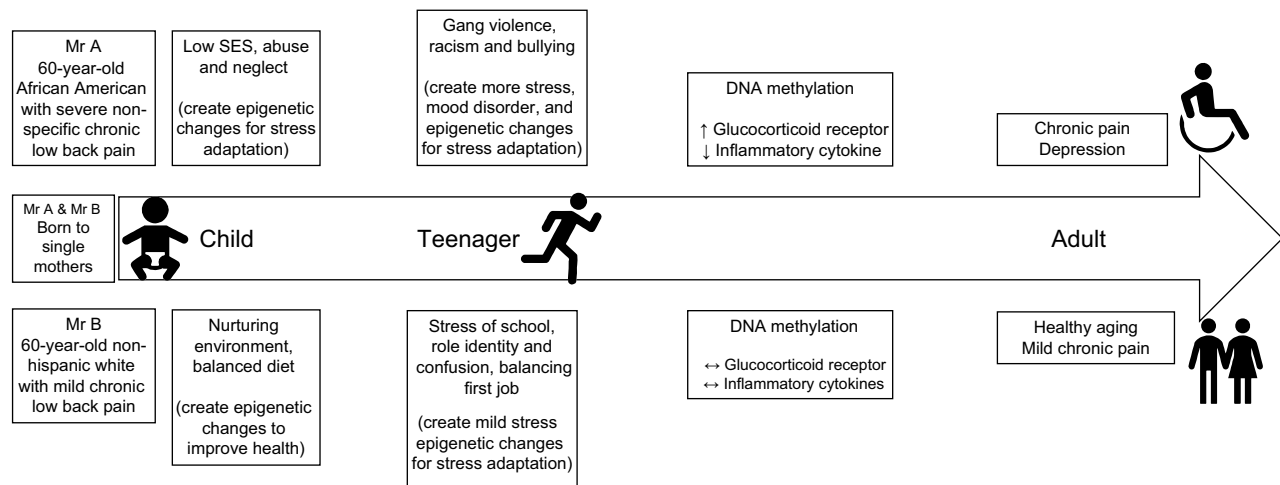 Mr A
60-year-old
African American
with severe non-
specific chronic
low back pain
Low SES, abuse
and neglect
(create epigenetic
changes for stress
adaptation)
Gang violence,
racism and bullying
(create more stress,
mood disorder, and
epigenetic changes
for stress adaptation)
DNA methylation
↑ Glucocorticoid receptor
↓ Inflammatory cytokine
Chronic pain
Depression
Mr A & Mr B
Born to
single
mothers
Child
Teenager
Adult
Mr B
60-year-old non-
hispanic white
with mild chronic
low back pain
Nurturing
environment,
balanced diet
(create epigenetic
changes to
improve health)
Stress of school,
role identity and
confusion, balancing
first job
(create mild stress
epigenetic changes
for stress adaptation)
DNA methylation
↔ Glucocorticoid receptor
↔ Inflammatory cytokines
Healthy aging
Mild chronic pain